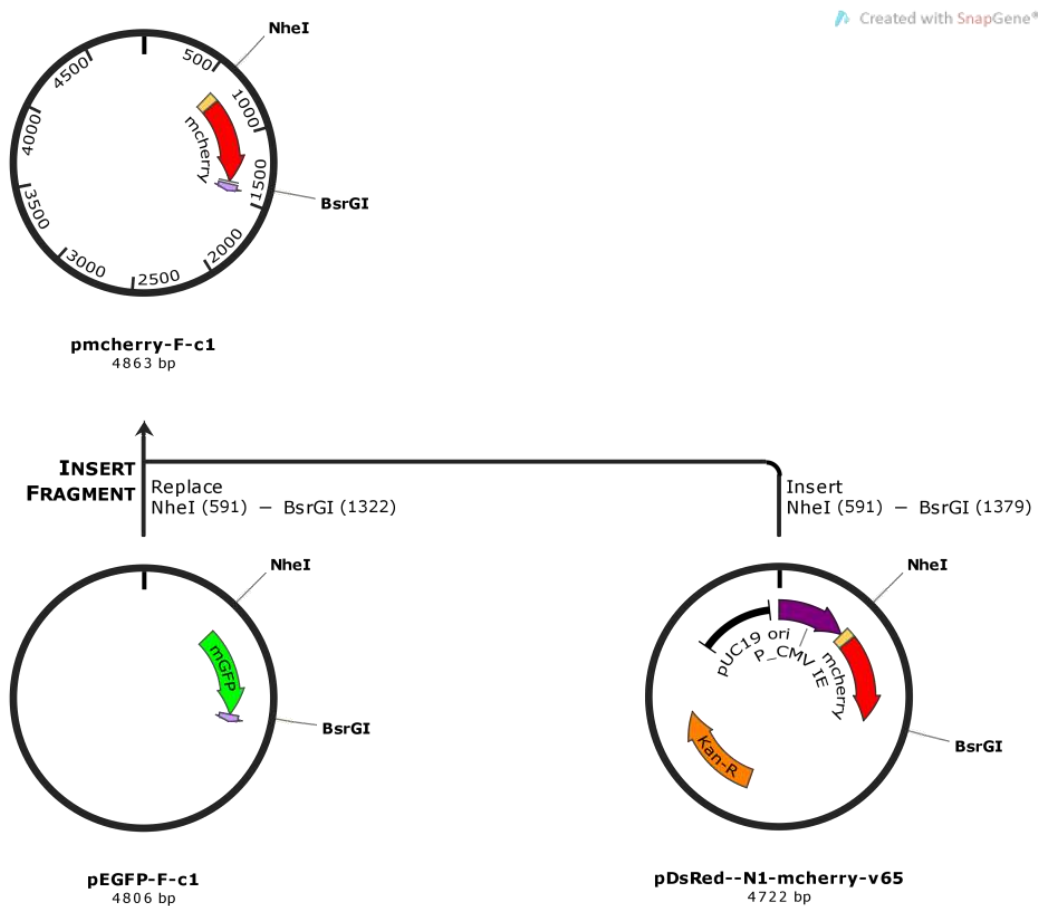 Created with SnapGene®
NheI
500
1000
1500
2000
2500
3000
3500
4000
4500
mcherry
BsrGI
pmcherry-F-c1
4863 bp
INSERT
FRAGMENT
Replace
NheI (591) – BsrGI (1322)
Insert
NheI (591) – BsrGI (1379)
NheI
mGFP
BsrGI
pEGFP-F-c1
4806 bp
NheI
pUC19 ori
P_CMV IE
mcherry
Kan-R
BsrGI
pDsRed--N1-mcherry-v65
4722 bp